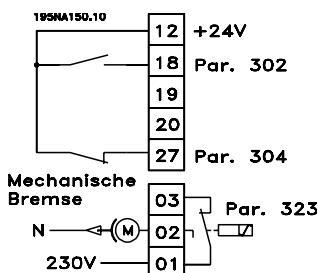 195NA150.10
12 +24V
18 Par. 302
19
20
27 Par. 304
Mechanische
Bremse
03
Par. 323
N M 02
230V 01